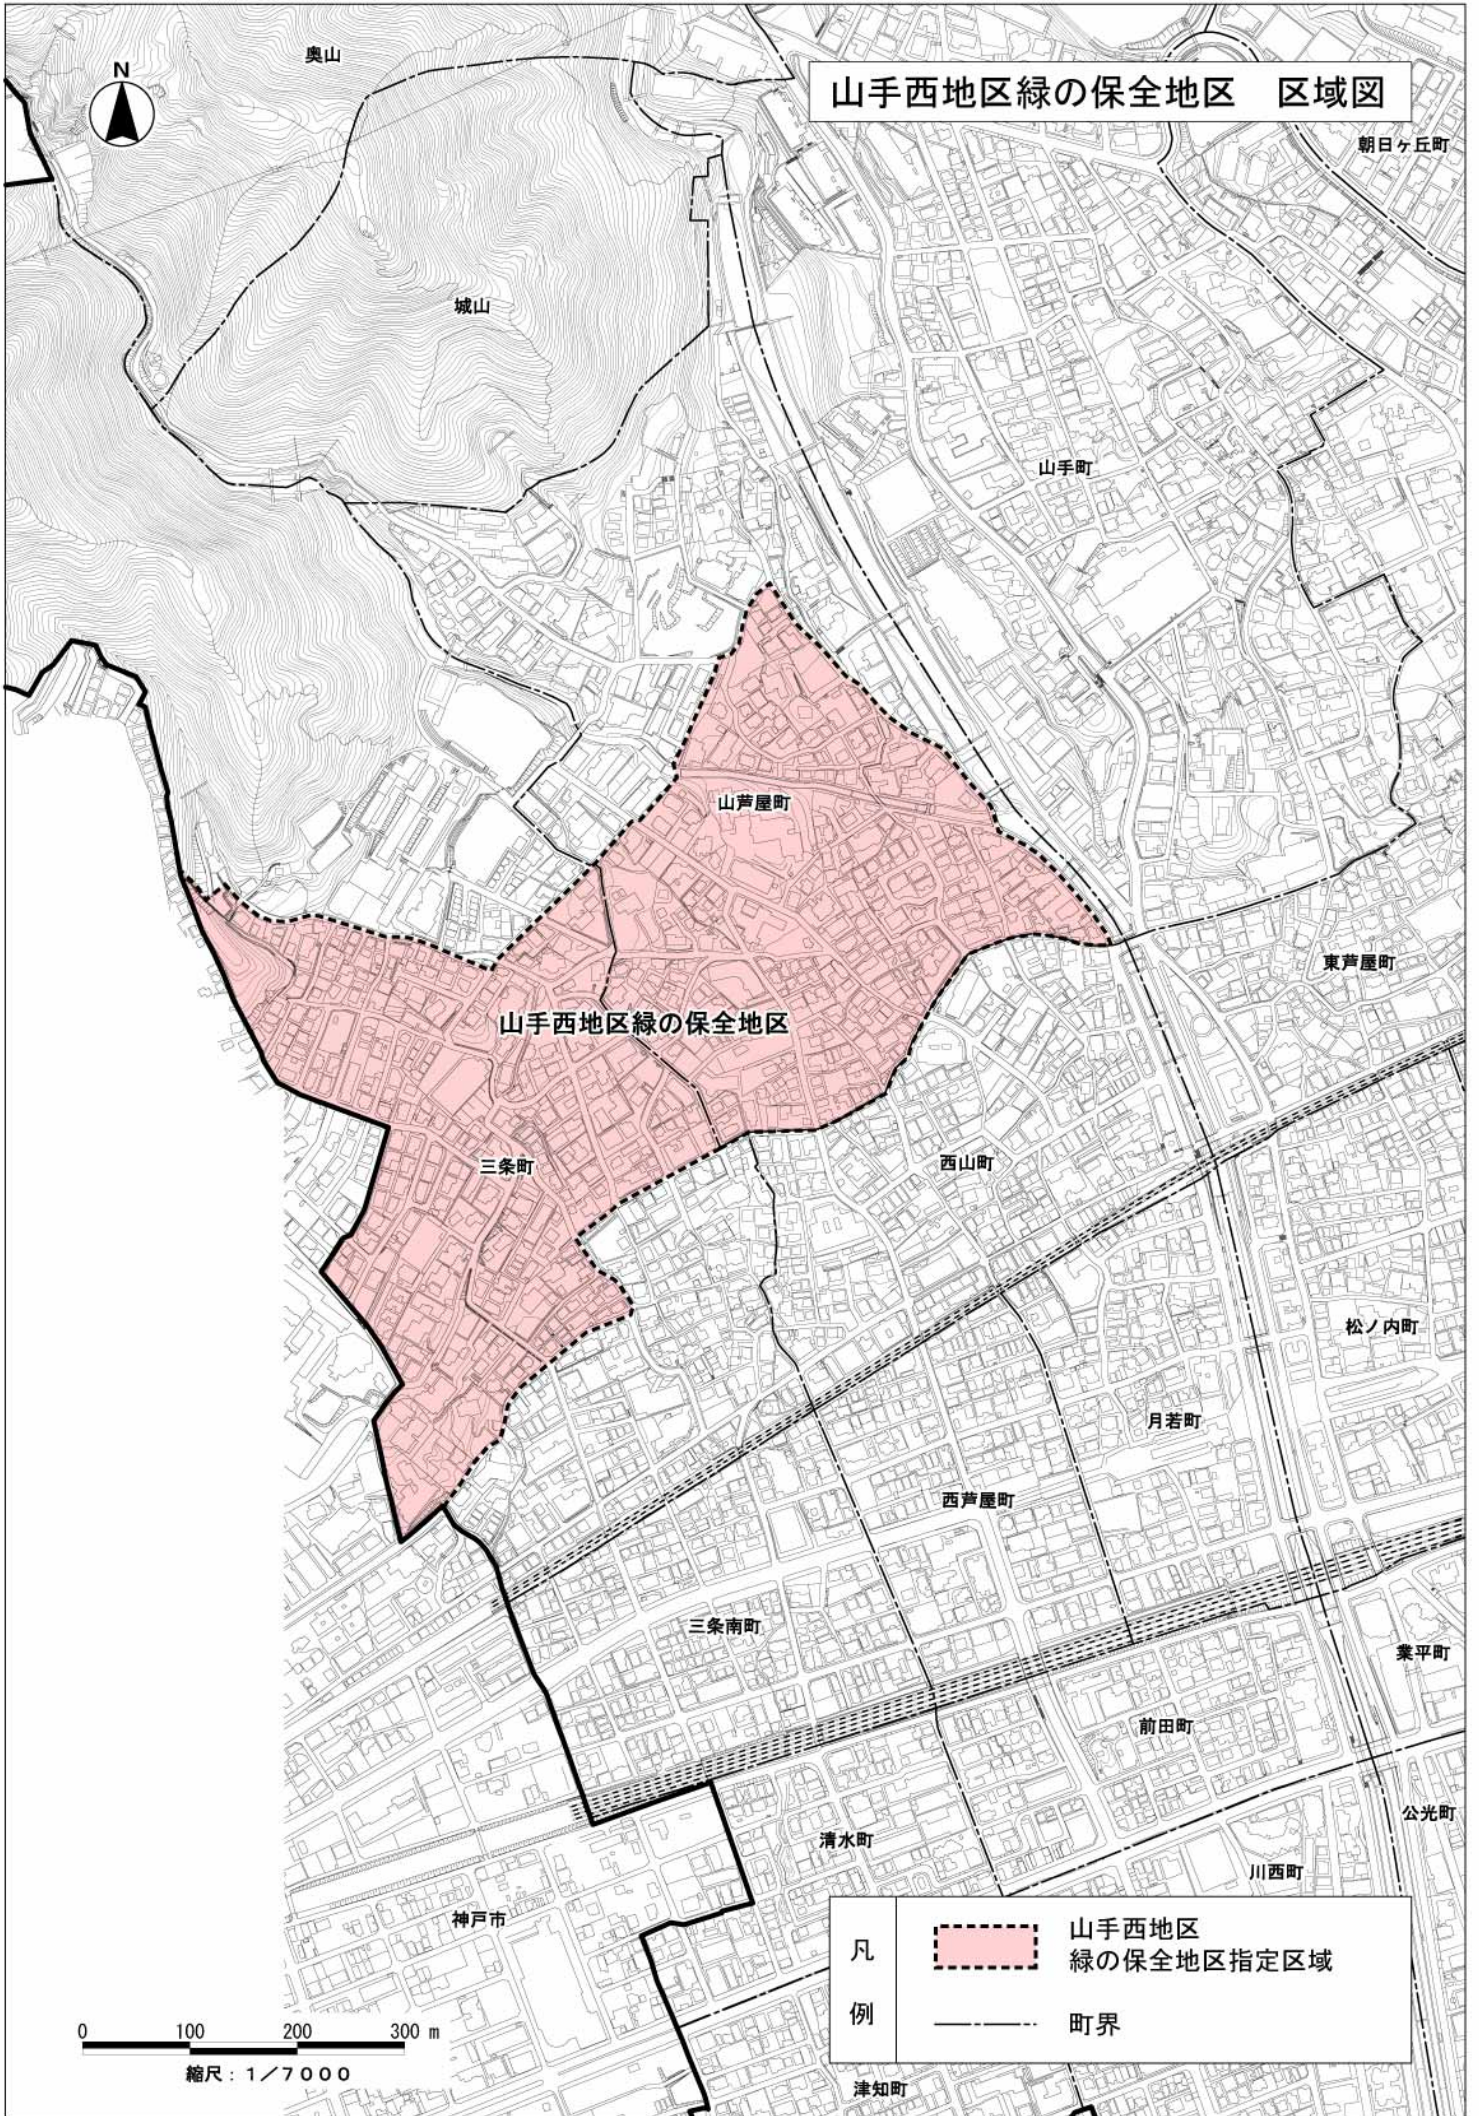 奥山
N
山手西地区緑の保全地区　区域図
朝日ヶ丘町
城山
山手町
山芦屋町
東芦屋町
山手西地区緑の保全地区
三条町
西山町
松ノ内町
月若町
西芦屋町
三条南町
業平町
前田町
公光町
清水町
川西町
神戸市
凡例
山手西地区
緑の保全地区指定区域
町界
0 100 200 300 m
縮尺：1／7000
津知町